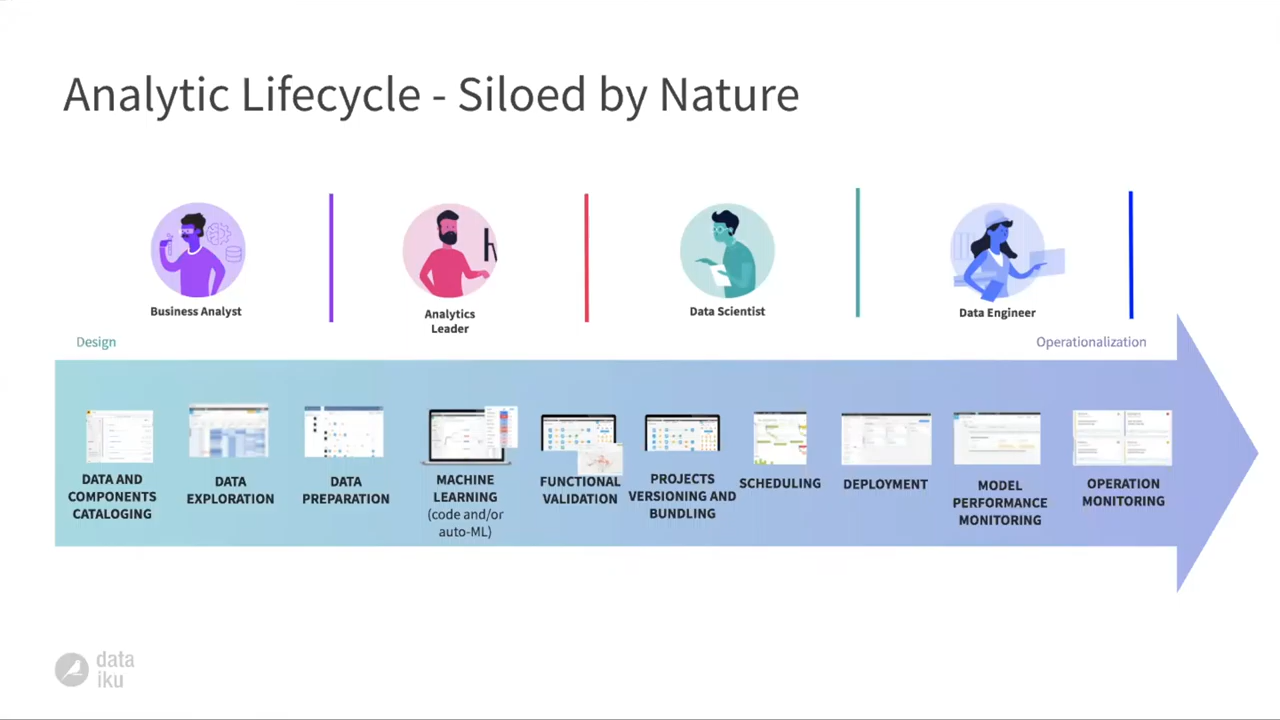 Analytic Lifecycle - Siloed by Nature
Business Analyst
Analytics
Leader
Data Scientist
Data Engineer
Design
Operationalization
DATA AND
COMPONENTS
CATALOGING
DATA
EXPLORATION
DATA
PREPARATION
MACHINE
LEARNING
(code and/or
auto-ML)
FUNCTIONAL
VALIDATION
PROJECTS
VERSIONING AND
BUNDLING
SCHEDULING
DEPLOYMENT
MODEL
PERFORMANCE
MONITORING
OPERATION
MONITORING
data
iku